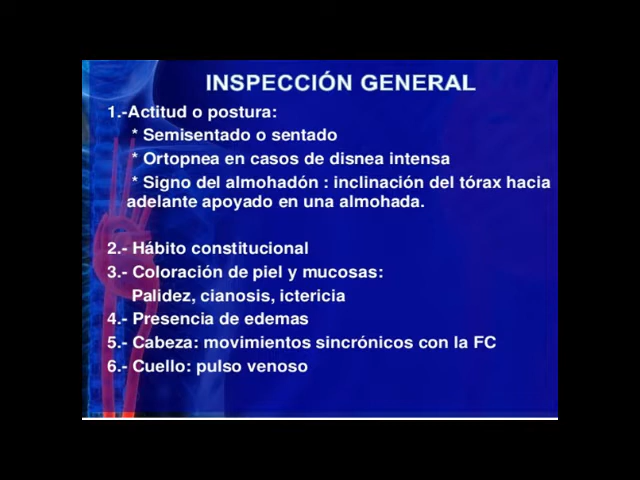 INSPECCIÓN GENERAL
1.-Actitud o postura:
* Semisentado o sentado
* Ortopnea en casos de disnea intensa
* Signo del almohadón : inclinación del tórax hacia
adelante apoyado en una almohada.
2.- Hábito constitucional
3.- Coloración de piel y mucosas:
Palidez, cianosis, ictericia
4.- Presencia de edemas
5.- Cabeza: movimientos sincrónicos con la FC
6.- Cuello: pulso venoso